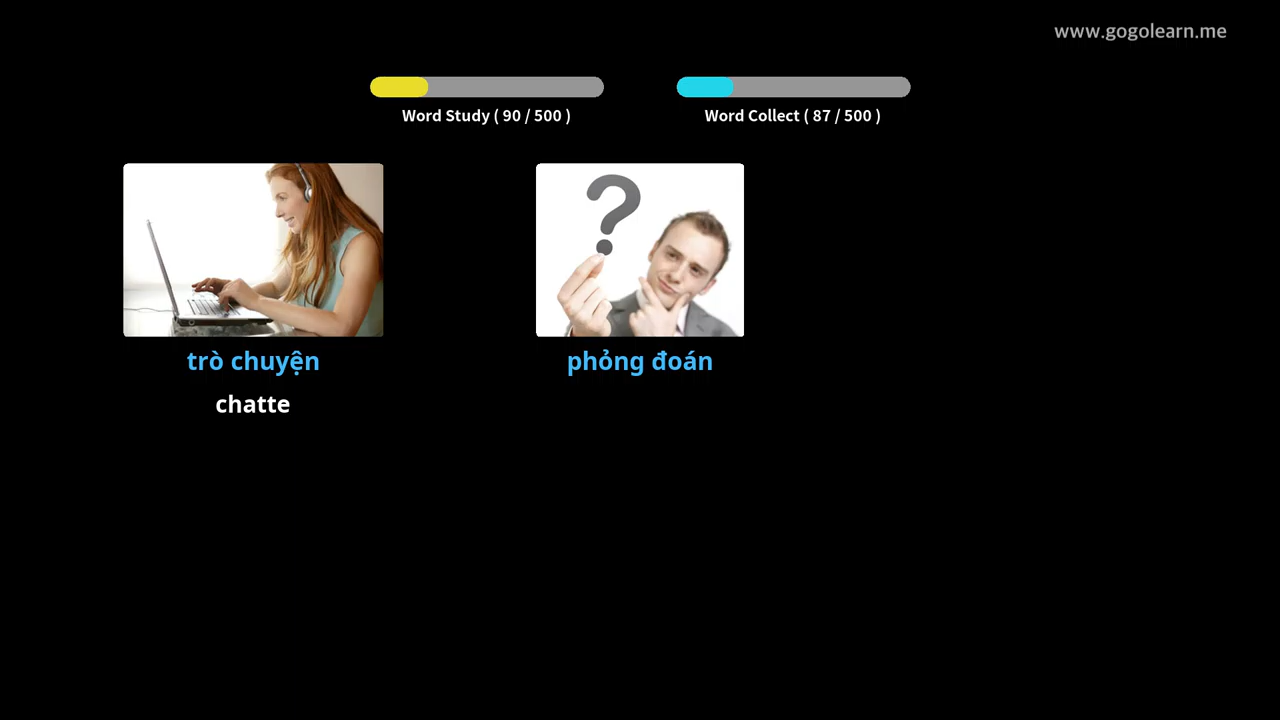 www.gogolearn.me
Word Study ( 90 / 500 )
Word Collect ( 87 / 500 )
trò chuyện
phỏng đoán
chatte